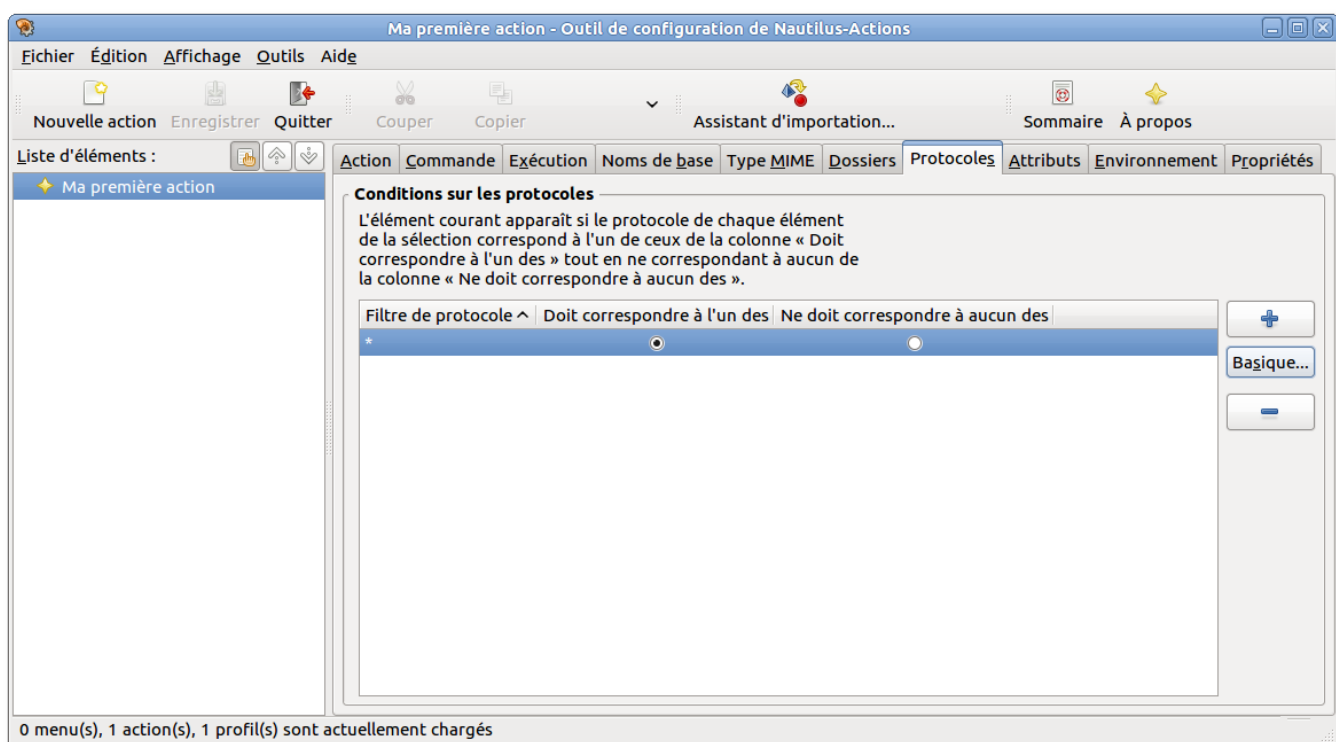 Ma première action - Outil de configuration de Nautilus-Actions
Fichier Édition Affichage Outils Aide
Nouvelle action Enregistrer Quitter Couper Copier Assistant d'importation... Sommaire À propos
Liste d'éléments :
Action Commande Exécution Noms de base Type MIME Dossiers Protocoles Attributs Environnement Propriétés
Ma première action
Conditions sur les protocoles
L'élément courant apparaît si le protocole de chaque élément
de la sélection correspond à l'un de ceux de la colonne « Doit
correspondre à l'un des » tout en ne correspondant à aucun de
la colonne « Ne doit correspondre à aucun des ».
Filtre de protocole Doit correspondre à l'un des Ne doit correspondre à aucun des
*
Basique...
0 menu(s), 1 action(s), 1 profil(s) sont actuellement chargés